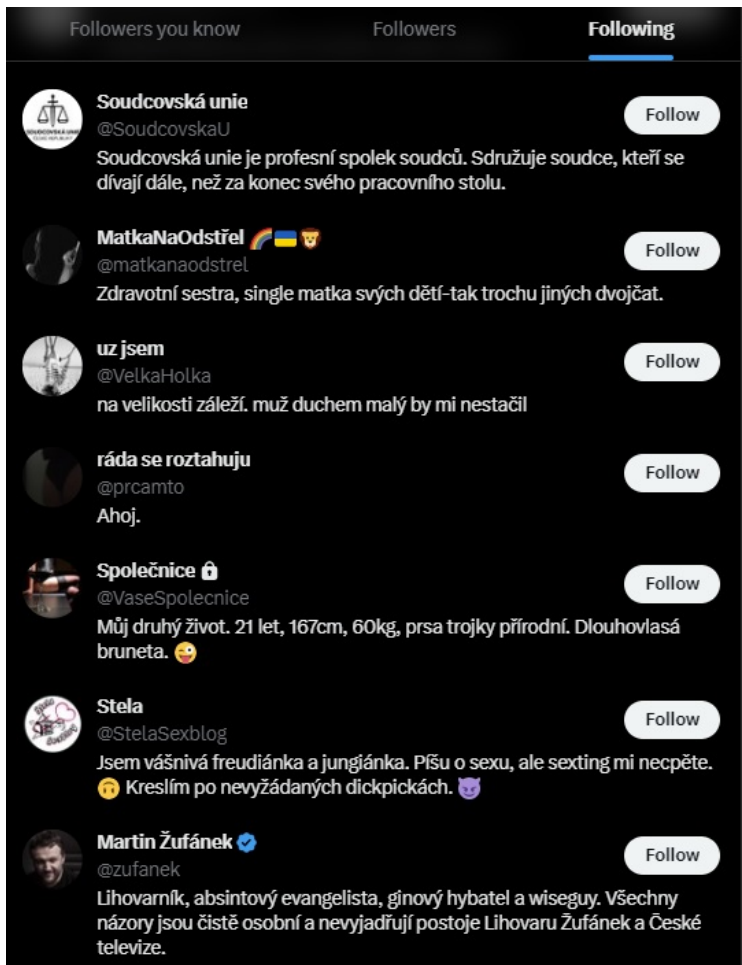 Followers you know
Followers
Following
Soudcovská unie
@SoudcovskaU
Follow
Soudcovská unie je profesní spolek soudců. Sdružuje soudce, kteří se
dívají dále, než za konec svého pracovního stolu.
MatkaNaOdstřel 🌈🇺🇦🦁
@matkanaodstrel
Follow
Zdravotní sestra, single matka svých dětí-tak trochu jiných dvojčat.
uz jsem
@VelkaHolka
Follow
na velikosti záleží. muž duchem malý by mi nestačil
ráda se roztahuju
@prcamto
Follow
Ahoj.
Společnice 🔒
@VaseSpolecnice
Follow
Můj druhý život. 21 let, 167cm, 60kg, prsa trojky přírodní. Dlouhovlasá
bruneta. 😜
Stela
@StelaSexblog
Follow
Jsem vášnivá freudiánka a jungiánka. Píšu o sexu, ale sexting mi necpěte.
🙃 Kreslím po nevyžádaných dickpickách. 😈
Martin Žufánek
@zufanek
Follow
Lihovarník, absintový evangelista, ginový hybatel a wiseguy. Všechny
názory jsou čistě osobní a nevyjadřují postoje Lihovaru Žufánek a České
televize.